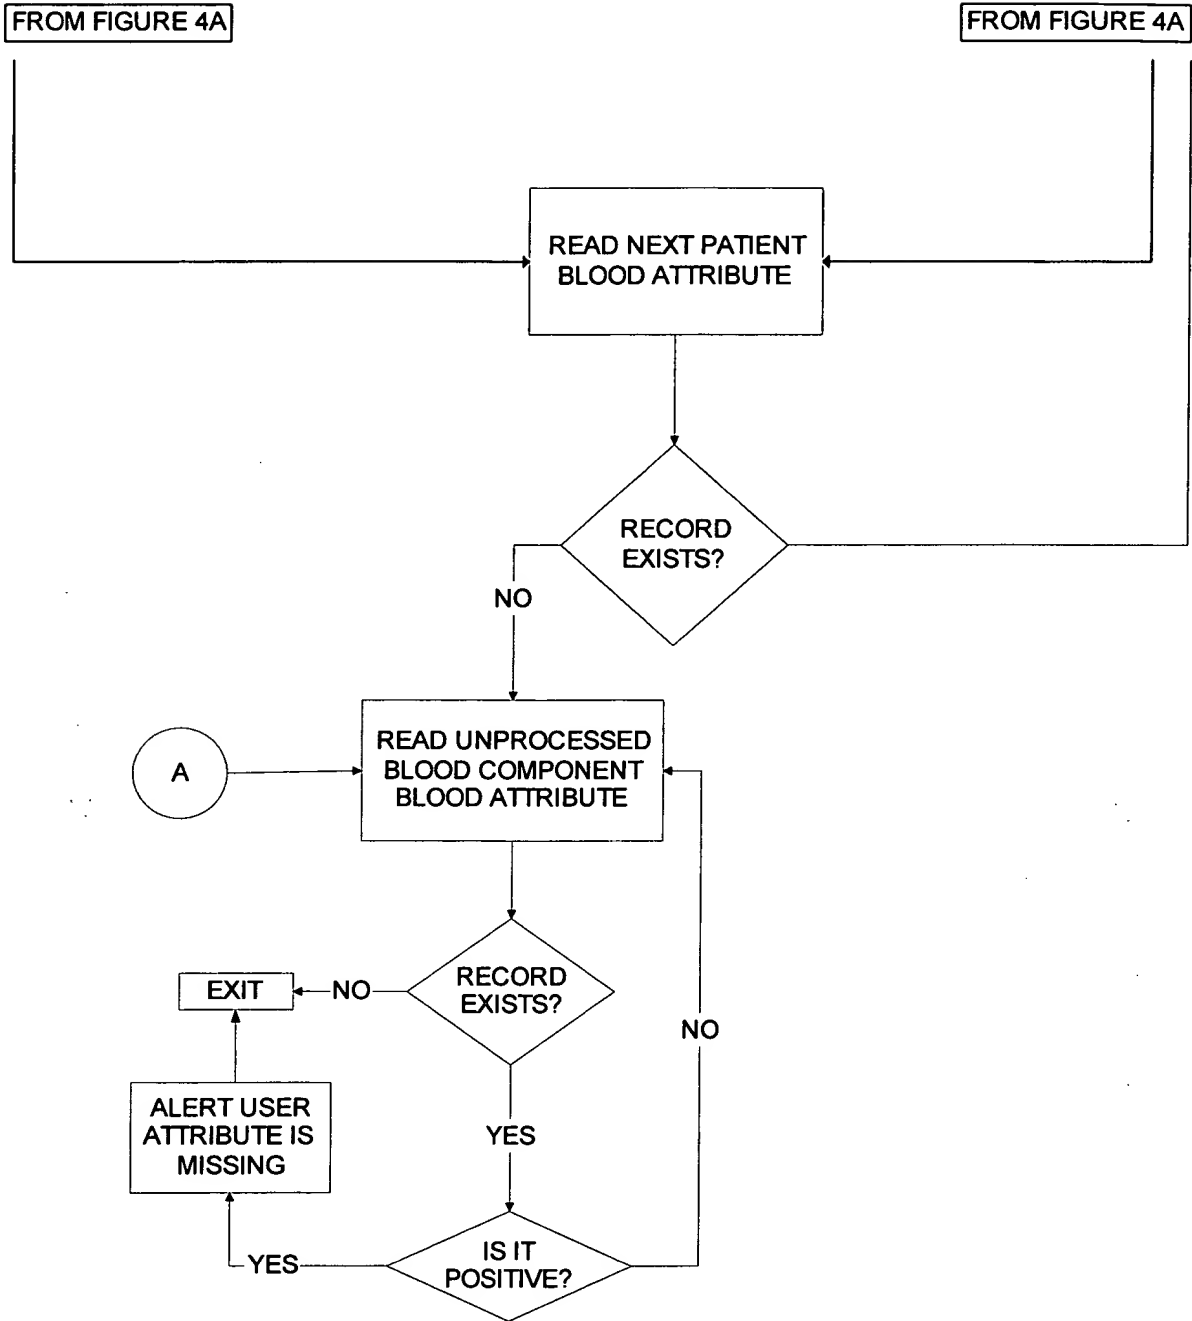 FROM FIGURE 4A
FROM FIGURE 4A
READ NEXT PATIENT
BLOOD ATTRIBUTE
RECORD
EXISTS?
NO
READ UNPROCESSED
BLOOD COMPONENT
BLOOD ATTRIBUTE
A
RECORD
EXISTS?
NO
EXIT
NO
ALERT USER
ATTRIBUTE IS
MISSING
YES
IS IT
POSITIVE?
YES